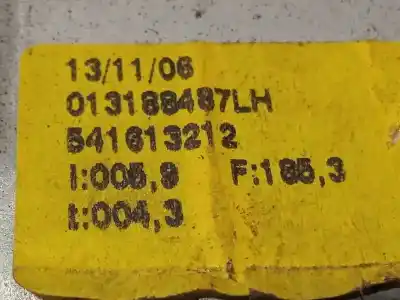 13/11/06
013188487LH
541613212
I:005,9 F:185,3
t:004,3